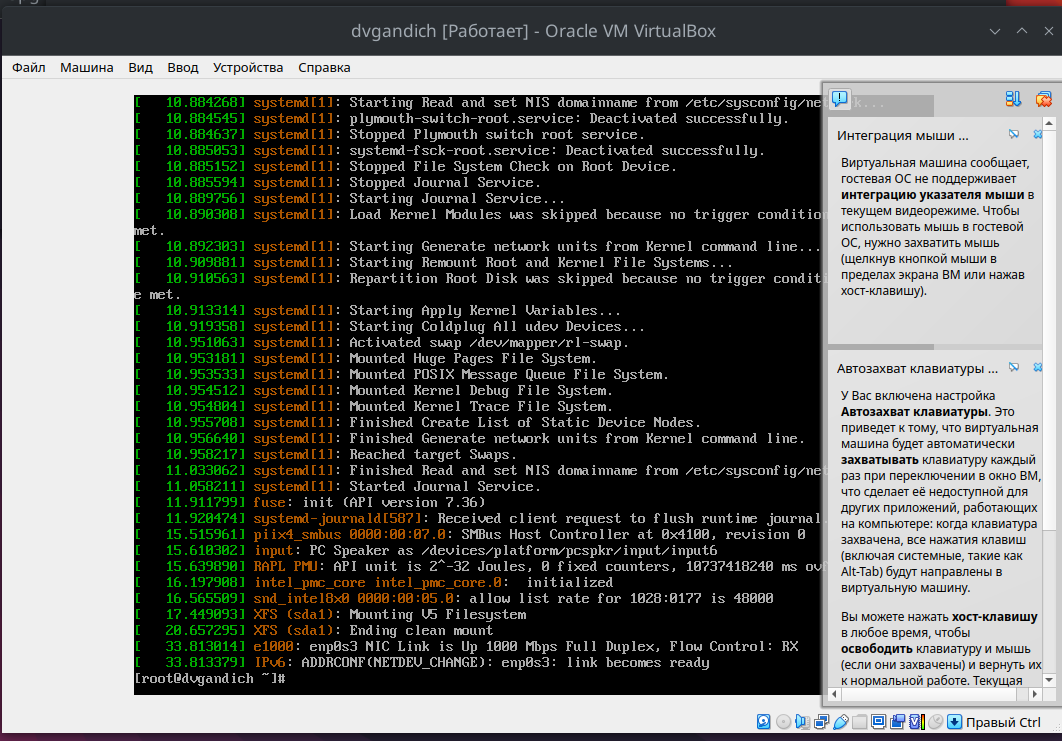 dvgandich [Работает] - Oracle VM VirtualBox
Файл Машина Вид Ввод Устройства Справка
[   10.884268] systemd[1]: Starting Read and set NIS domainname from /etc/sysconfig/network...
[   10.884545] systemd[1]: plymouth-switch-root.service: Deactivated successfully.
[   10.884637] systemd[1]: Stopped Plymouth switch root service.
[   10.885053] systemd[1]: systemd-fsck-root.service: Deactivated successfully.
[   10.885152] systemd[1]: Stopped File System Check on Root Device.
[   10.885594] systemd[1]: Stopped Journal Service.
[   10.889756] systemd[1]: Starting Journal Service...
[   10.890308] systemd[1]: Load Kernel Modules was skipped because no trigger condition
met.
[   10.892303] systemd[1]: Starting Generate network units from Kernel command line...
[   10.909881] systemd[1]: Starting Remount Root and Kernel File Systems...
[   10.910563] systemd[1]: Repartition Root Disk was skipped because no trigger conditi
e met.
[   10.913314] systemd[1]: Starting Apply Kernel Variables...
[   10.919358] systemd[1]: Starting Coldplug All udev Devices...
[   10.951063] systemd[1]: Activated swap /dev/mapper/rl-swap.
[   10.953181] systemd[1]: Mounted Huge Pages File System.
[   10.953533] systemd[1]: Mounted POSIX Message Queue File System.
[   10.954512] systemd[1]: Mounted Kernel Debug File System.
[   10.954804] systemd[1]: Mounted Kernel Trace File System.
[   10.955708] systemd[1]: Finished Create List of Static Device Nodes.
[   10.956640] systemd[1]: Finished Generate network units from Kernel command line.
[   10.958217] systemd[1]: Reached target Swaps.
[   11.033062] systemd[1]: Finished Read and set NIS domainname from /etc/sysconfig/net
[   11.058211] systemd[1]: Started Journal Service.
[   11.911799] fuse: init (API version 7.36)
[   11.920474] systemd-journald[587]: Received client request to flush runtime journal.
[   15.515961] piix4_smbus 0000:00:07.0: SMBus Host Controller at 0x4100, revision 0
[   15.610302] input: PC Speaker as /devices/platform/pcspkr/input/input6
[   15.639890] RAPL PMU: API unit is 2^-32 Joules, 0 fixed counters, 10737418240 ms ov
[   16.197908] intel_pmc_core intel_pmc_core.0:  initialized
[   16.565509] snd_intel8x0 0000:00:05.0: allow list rate for 1028:0177 is 48000
[   17.449093] XFS (sda1): Mounting V5 Filesystem
[   20.657295] XFS (sda1): Ending clean mount
[   33.813014] e1000: enp0s3 NIC Link is Up 1000 Mbps Full Duplex, Flow Control: RX
[   33.813379] IPv6: ADDRCONF(NETDEV_CHANGE): enp0s3: link becomes ready
[root@dvgandich ~]#
Интеграция мыши ...
Виртуальная машина сообщает,
гостевая ОС не поддерживает
интеграцию указателя мыши в
текущем видеорежиме. Чтобы
использовать мышь в гостевой
ОС, нужно захватить мышь
(щелкнув кнопкой мыши в
пределах экрана ВМ или нажав
хост-клавишу).
Автозахват клавиатуры ...
У Вас включена настройка
Автозахват клавиатуры. Это
приведет к тому, что виртуальная
машина будет автоматически
захватывать клавиатуру каждый
раз при переключении в окно ВМ,
что сделает её недоступной для
других приложений, работающих
на компьютере: когда клавиатура
захвачена, все нажатия клавиш
(включая системные, такие как
Alt-Tab) будут направлены в
виртуальную машину.
Вы можете нажать хост-клавишу
в любое время, чтобы
освободить клавиатуру и мышь
(если они захвачены) и вернуть их
к нормальной работе. Текущая
Правый Ctrl